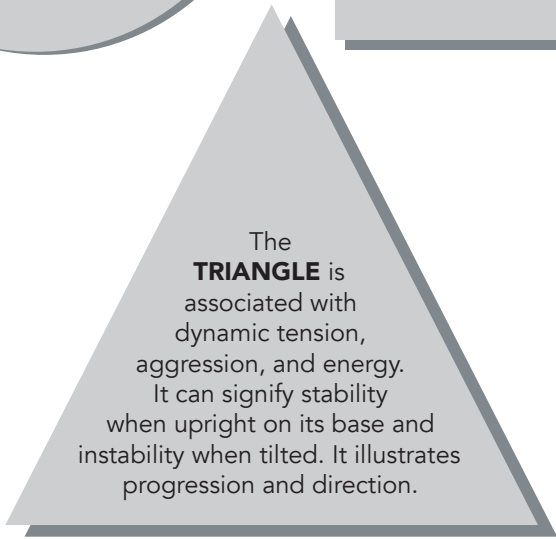 The
TRIANGLE is
associated with
dynamic tension,
aggression, and energy.
It can signify stability
when upright on its base and
instability when tilted. It illustrates
progression and direction.